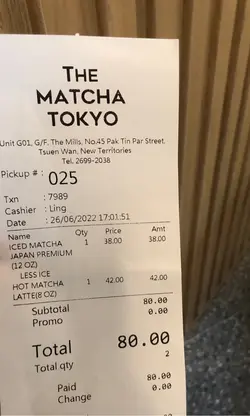 THE
MATCHA
TOKYO
Unit G01, G/F, The Mills, No.45 Pak Tin Par Street,
Tsuen Wan, New Territories
Tel. 2699-2038
Pickup # : 025
Txn : 7989
Cashier : Ling
Date : 26/06/2022 17:01:51
Name Qty Price Amt
ICED MATCHA 1 38.00 38.00
JAPAN PREMIUM
(12 OZ)
LESS ICE
HOT MATCHA 1 42.00 42.00
LATTE(8 OZ)
Subtotal 80.00
Promo 0.00
Total 80.00
Total qty 2
Paid 80.00
Change 0.00